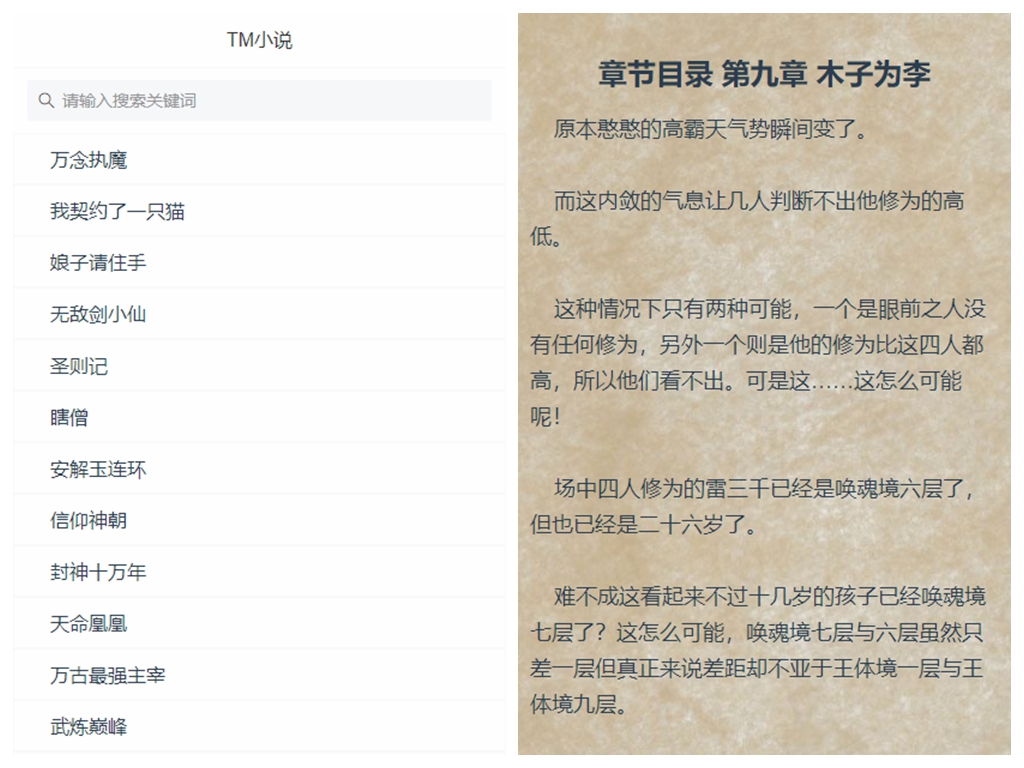 TM小说
请输入搜索关键词
万念执魔
我契约了一只猫
娘子请住手
无敌剑小仙
圣则记
瞎僧
安解玉连环
信仰神朝
封神十万年
天命凰凰
万古最强主宰
武炼巅峰
章节目录 第九章 木子为李
原本憨憨的高霸天气势瞬间变了。
而这内敛的气息让几人判断不出他修为的高
低。
这种情况下只有两种可能，一个是眼前之人没
有任何修为，另外一个则是他的修为比这四人都
高，所以他们看不出。可是这……这怎么可能
呢！
场中四人修为的雷三千已经是唤魂境六层了，
但也已经是二十六岁了。
难不成这看起来不过十几岁的孩子已经唤魂境
七层了？这怎么可能，唤魂境七层与六层虽然只
差一层但真正来说差距却不亚于王体境一层与王
体境九层。